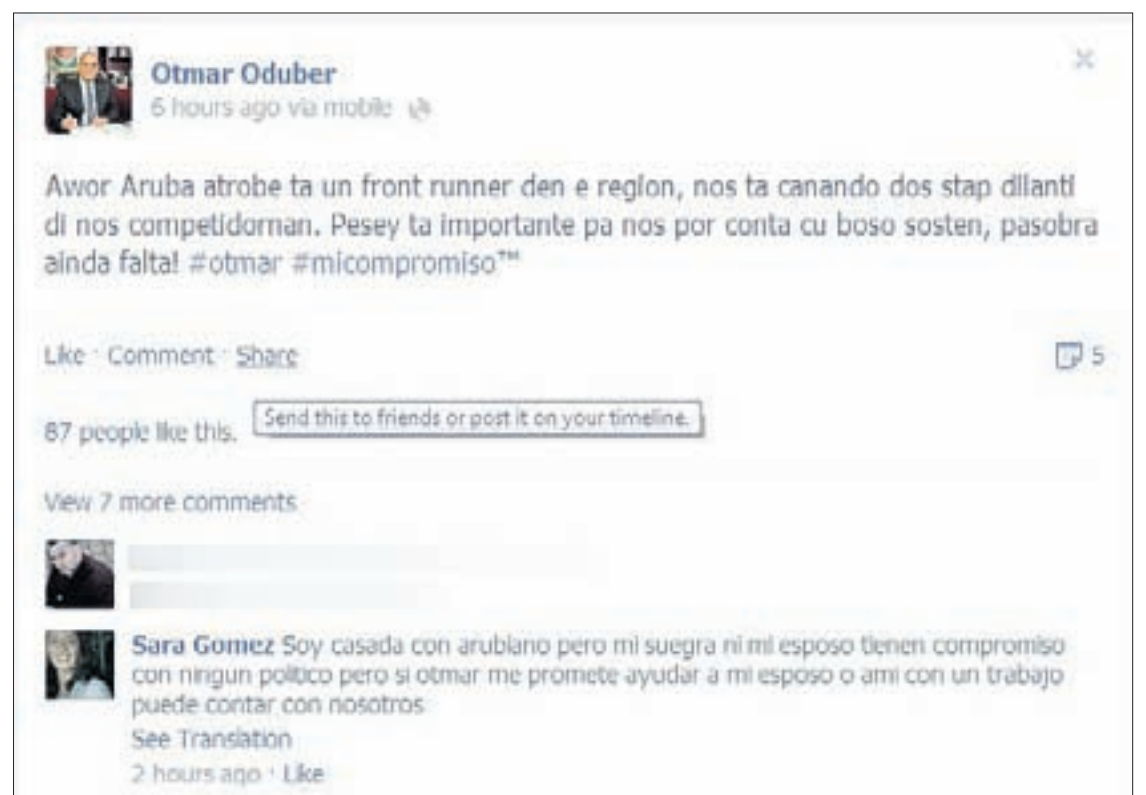 Otmar Oduber
6 hours ago via mobile
Awor Aruba atrobe ta un front runner den e region, nos ta canando dos stap dilanti
di nos competidornan. Pesey ta importante pa nos por conta cu boso sosten, pasobra
ainda falta! #otmar #micompromiso™
Like · Comment · Share
5
Send this to friends or post it on your timeline.
87 people like this.
View 7 more comments
Sara Gomez Soy casada con arubiano pero mi suegra ni mi esposo tienen compromiso
con ningun politico pero si otmar me promete ayudar a mi esposo o ami con un trabajo
puede contar con nosotros
See Translation
2 hours ago · Like